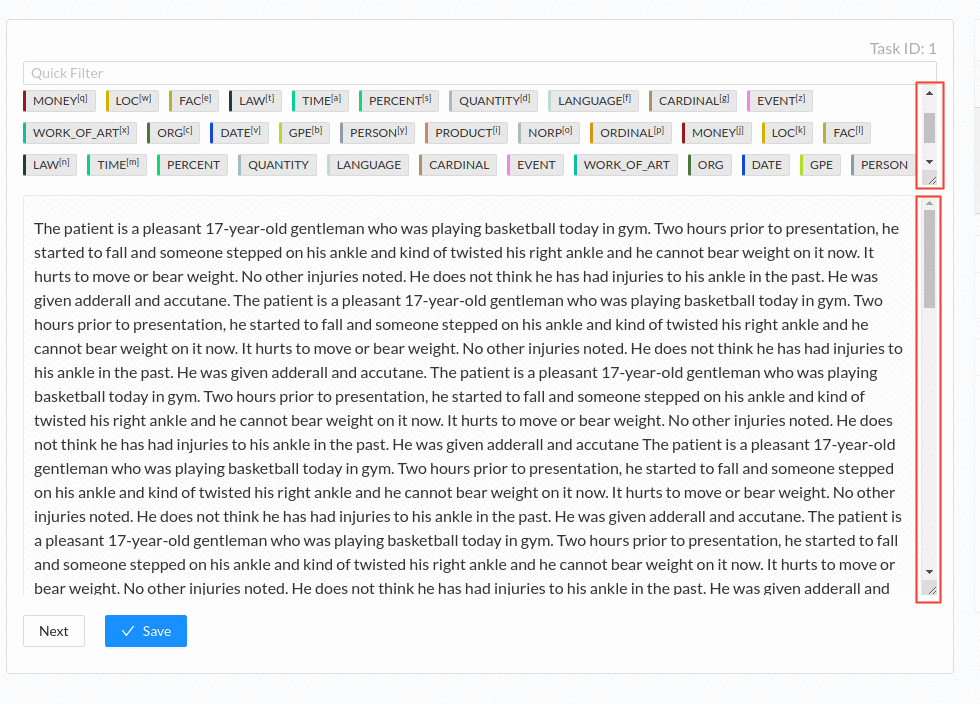 Task ID: 1
Quick Filter
MONEY[q] LOC[w] FAC[e] LAW[t] TIME[a] PERCENT[s] QUANTITY[d] LANGUAGE[f] CARDINAL[g] EVENT[z]
WORK_OF_ART[x] ORG[c] DATE[v] GPE[b] PERSON[y] PRODUCT[i] NORP[o] ORDINAL[p] MONEY[j] LOC[k] FAC[l]
LAW[n] TIME[m] PERCENT QUANTITY LANGUAGE CARDINAL EVENT WORK_OF_ART ORG DATE GPE PERSON
The patient is a pleasant 17-year-old gentleman who was playing basketball today in gym. Two hours prior to presentation, he
started to fall and someone stepped on his ankle and kind of twisted his right ankle and he cannot bear weight on it now. It
hurts to move or bear weight. No other injuries noted. He does not think he has had injuries to his ankle in the past. He was
given adderall and accutane. The patient is a pleasant 17-year-old gentleman who was playing basketball today in gym. Two
hours prior to presentation, he started to fall and someone stepped on his ankle and kind of twisted his right ankle and he
cannot bear weight on it now. It hurts to move or bear weight. No other injuries noted. He does not think he has had injuries to
his ankle in the past. He was given adderall and accutane. The patient is a pleasant 17-year-old gentleman who was playing
basketball today in gym. Two hours prior to presentation, he started to fall and someone stepped on his ankle and kind of
twisted his right ankle and he cannot bear weight on it now. It hurts to move or bear weight. No other injuries noted. He does
not think he has had injuries to his ankle in the past. He was given adderall and accutane The patient is a pleasant 17-year-old
gentleman who was playing basketball today in gym. Two hours prior to presentation, he started to fall and someone stepped
on his ankle and kind of twisted his right ankle and he cannot bear weight on it now. It hurts to move or bear weight. No other
injuries noted. He does not think he has had injuries to his ankle in the past. He was given adderall and accutane. The patient is
a pleasant 17-year-old gentleman who was playing basketball today in gym. Two hours prior to presentation, he started to fall
and someone stepped on his ankle and kind of twisted his right ankle and he cannot bear weight on it now. It hurts to move or
bear weight. No other injuries noted. He does not think he has had injuries to his ankle in the past. He was given adderall and
Next Save